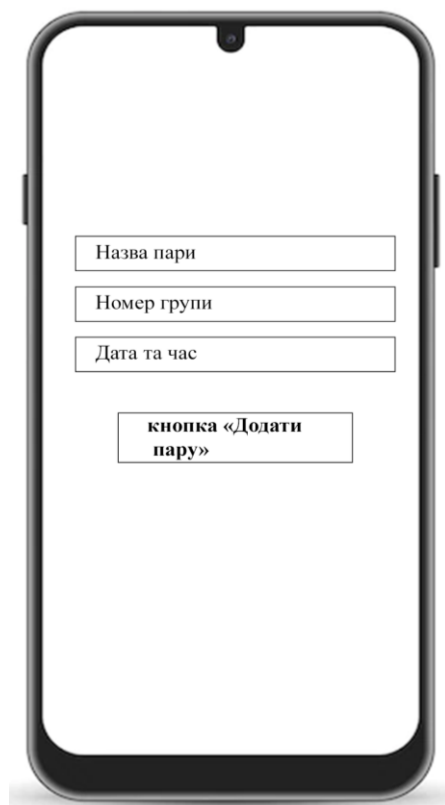 Назва пари
Номер групи
Дата та час
кнопка «Додати
пару»